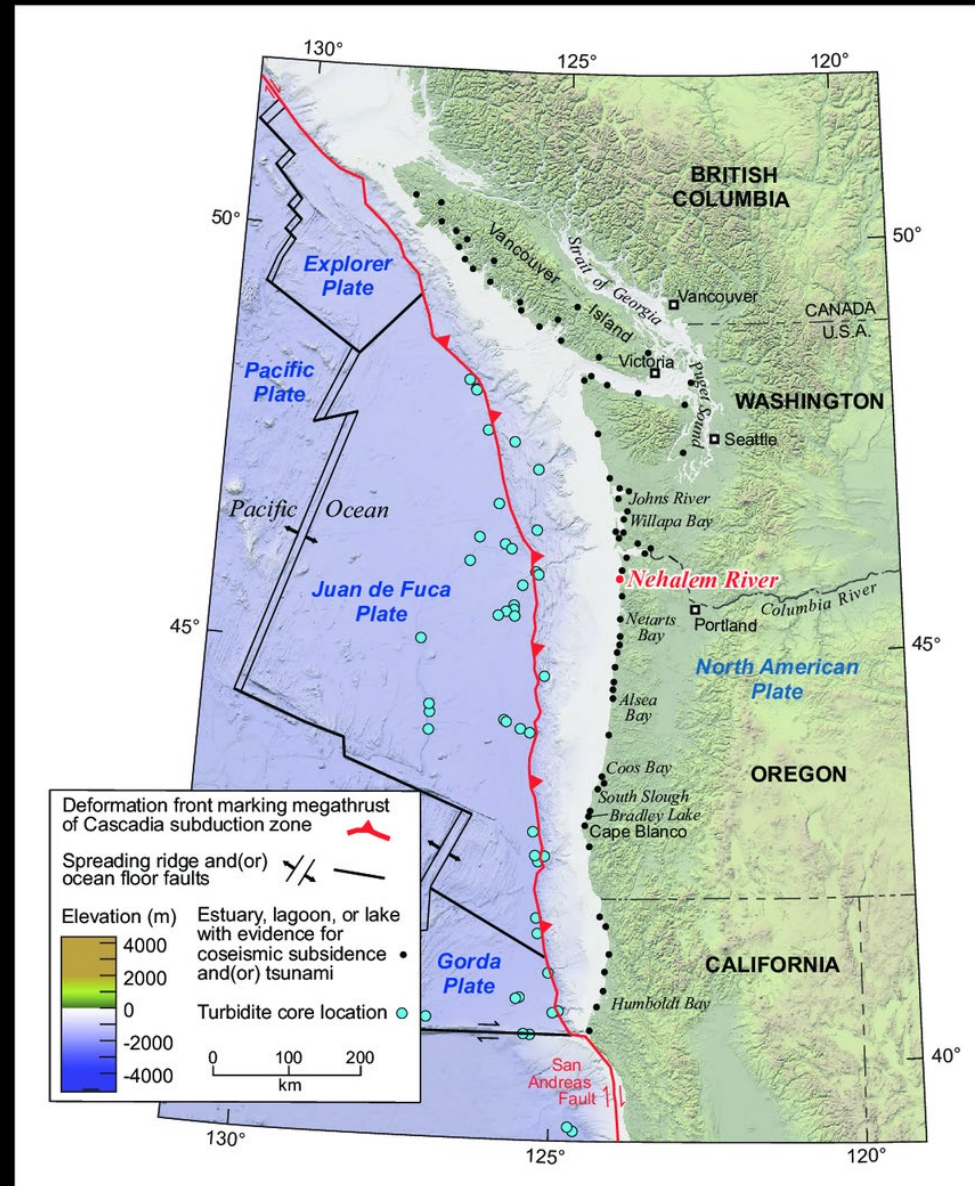 130°
125°
120°
BRITISH
COLUMBIA
50°
50°
Vancouver
Island
Strait of Georgia
Explorer
Plate
Vancouver
CANADA
U.S.A.
Pacific
Plate
Victoria
Puget Sound
WASHINGTON
Seattle
Johns River
Pacific Ocean
Willapa Bay
Nehalem River
Juan de Fuca
Plate
Columbia River
Portland
Netarts
Bay
45°
45°
North American
Plate
Alsea
Bay
Coos Bay
OREGON
South Slough
Bradley Lake
Cape Blanco
Deformation front marking megathrust
of Cascadia subduction zone
Spreading ridge and(or)
ocean floor faults
Elevation (m)
4000
2000
0
-2000
-4000
Estuary, lagoon, or lake
with evidence for
coseismic subsidence
and(or) tsunami
Turbidite core location
0 100 200
km
Gorda
Plate
CALIFORNIA
Humboldt Bay
40°
San
Andreas
Fault
130°
125°
120°